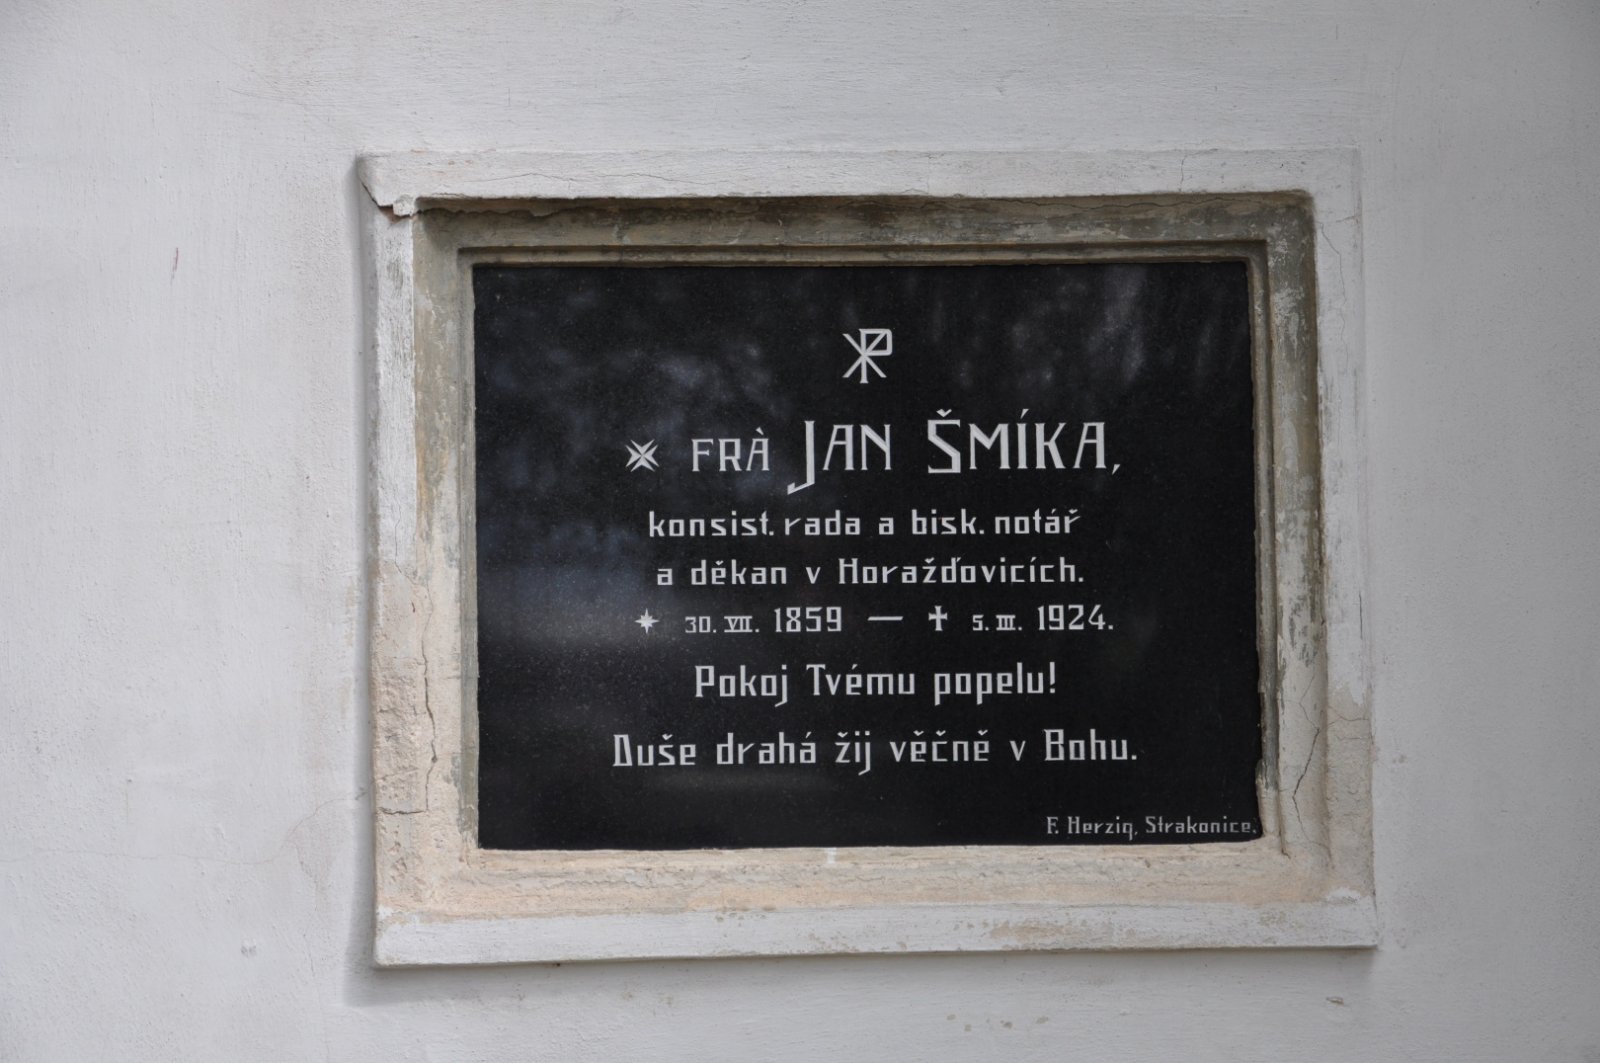 ☧
✠ FRÀ JAN ŠMÍKA,
konsist. rada a bisk. notář
a děkan v Horažďovicích.
✶ 30. VII. 1859 — ✝ 5. III. 1924.
Pokoj Tvému popelu!
Duše drahá žij věčně v Bohu.
F. Herzig, Strakonice.